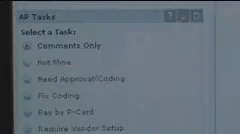 AP Tasks
Select a Task:
Comments Only
Not Mine
Need Approval/Coding
Fix Coding
Pay by P-Card
Require Vendor Setup